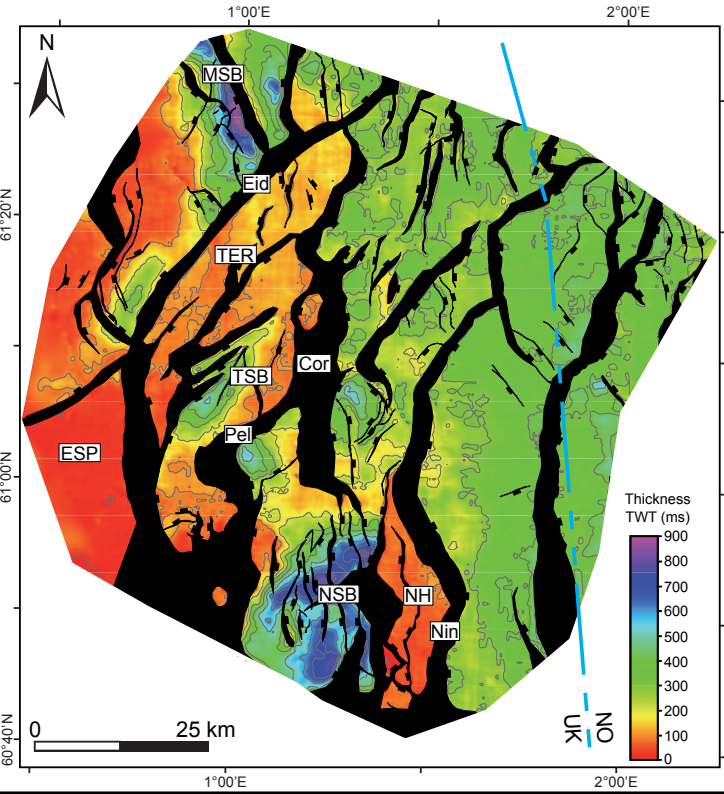 1°00'E
2°00'E
N
MSB
Eid
61°20'N
TER
Cor
TSB
Pel
ESP
61°00'N
Thickness
TWT (ms)
900
800
700
600
500
400
300
200
100
0
NSB
NH
Nin
0
25 km
UK
NO
60°40'N
1°00'E
2°00'E